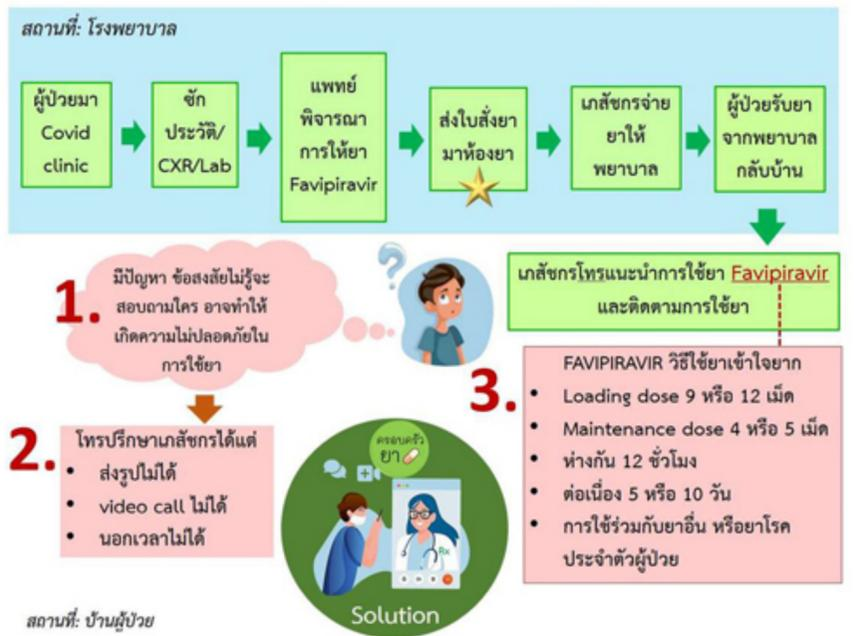 สถานที่: โรงพยาบาล
ผู้ป่วยมา
Covid
clinic
ซัก
ประวัติ/
CXR/Lab
แพทย์
พิจารณา
การให้ยา
Favipiravir
ส่งใบสั่งยา
มาห้องยา
เภสัชกรจ่าย
ยาให้
พยาบาล
ผู้ป่วยรับยา
จากพยาบาล
กลับบ้าน
เภสัชกรโทรแนะนำการใช้ยา Favipiravir
และติดตามการใช้ยา
1.
มีปัญหา ข้อสงสัยไม่รู้จะ
สอบถามใคร อาจทำให้
เกิดความไม่ปลอดภัยใน
การใช้ยา
?
2.
โทรปรึกษาเภสัชกรได้แต่
• ส่งรูปไม่ได้
• video call ไม่ได้
• นอกเวลาไม่ได้
3.
FAVIPIRAVIR วิธีใช้ยาเข้าใจยาก
• Loading dose 9 หรือ 12 เม็ด
• Maintenance dose 4 หรือ 5 เม็ด
• ห่างกัน 12 ชั่วโมง
• ต่อเนื่อง 5 หรือ 10 วัน
• การใช้ร่วมกับยาอื่น หรือยาโรค
ประจำตัวผู้ป่วย
ครอบครัว
ยา
Rx
Solution
สถานที่: บ้านผู้ป่วย